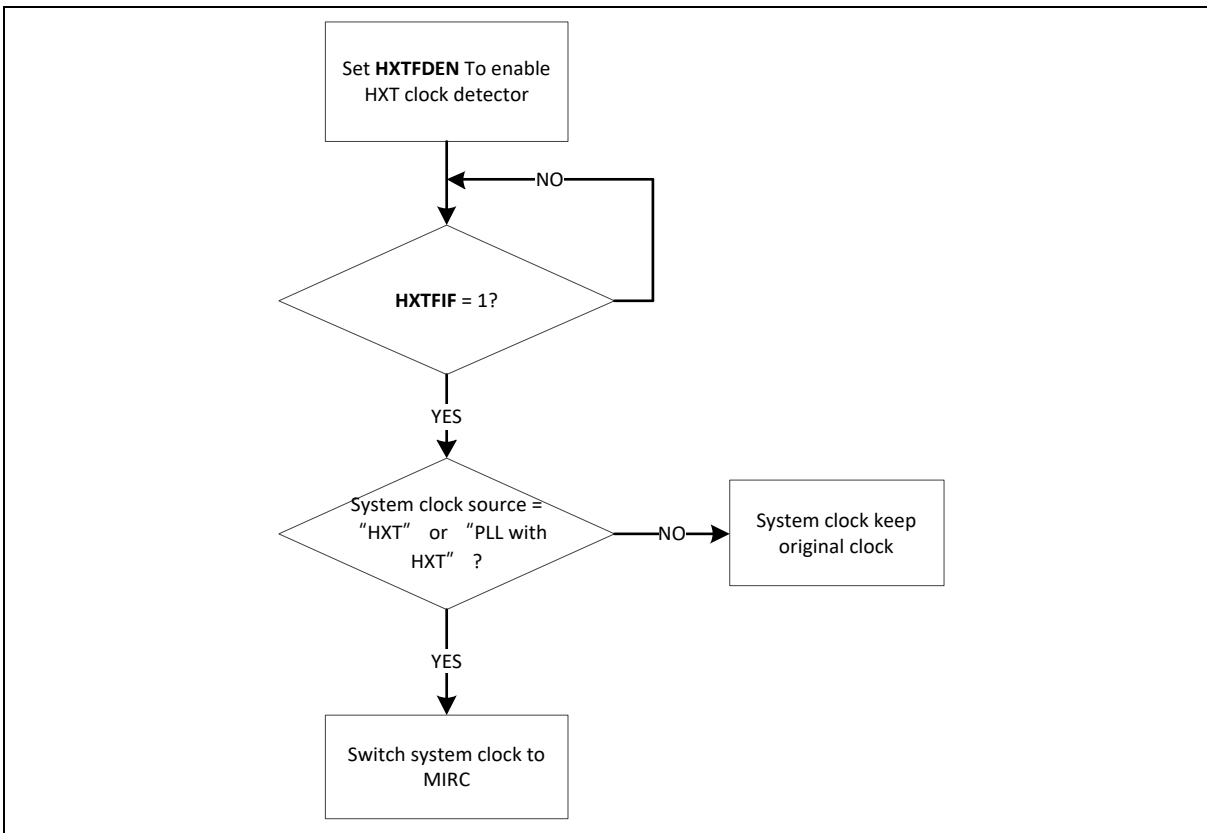 Set HXTFDEN To enable
HXT clock detector
NO
HXTFIF = 1?
YES
System clock source =
“HXT” or “PLL with
HXT” ?
NO
System clock keep
original clock
YES
Switch system clock to
MIRC